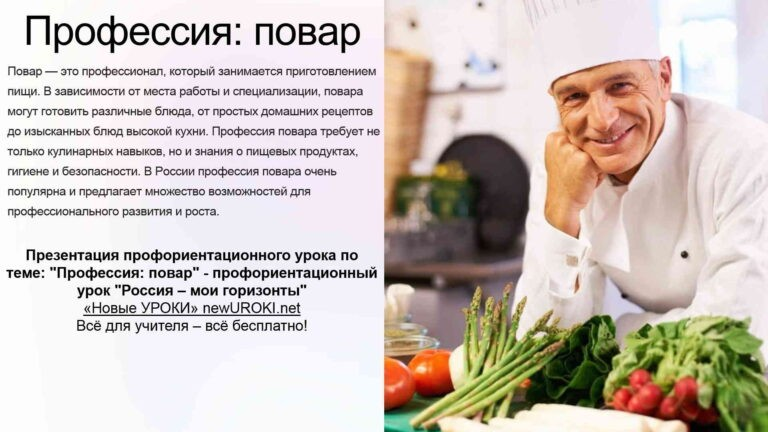 Профессия: повар
Повар — это профессионал, который занимается приготовлением
пищи. В зависимости от места работы и специализации, повара
могут готовить различные блюда, от простых домашних рецептов
до изысканных блюд высокой кухни. Профессия повара требует не
только кулинарных навыков, но и знания о пищевых продуктах,
гигиене и безопасности. В России профессия повара очень
популярна и предлагает множество возможностей для
профессионального развития и роста.
Презентация профориентационного урока по
теме: "Профессия: повар" - профориентационный
урок "Россия – мои горизонты"
«Новые УРОКИ» newUROKI.net
Всё для учителя – всё бесплатно!